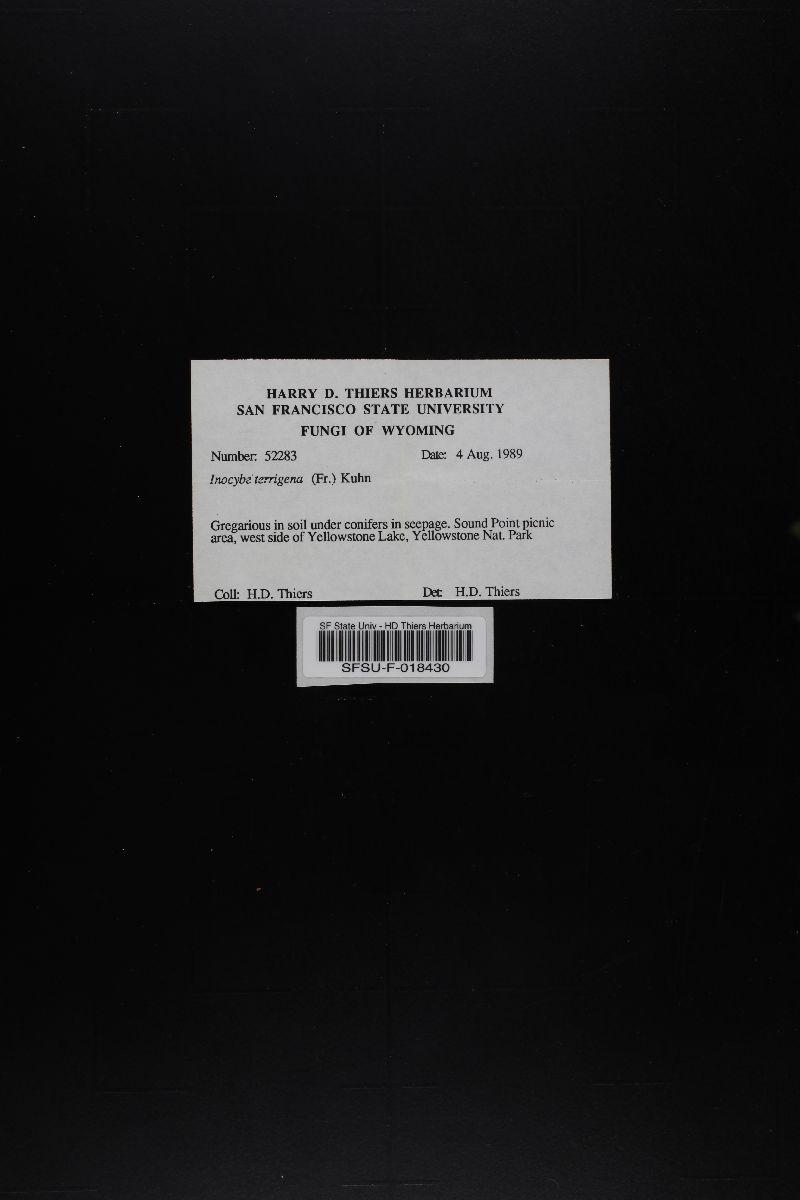 HARRY D. THIERS HERBARIUM
SAN FRANCISCO STATE UNIVERSITY
FUNGI OF WYOMING
Number: 52283 Date: 4 Aug. 1989
Inocybe terrigena (Fr.) Kuhn
Gregarious in soil under conifers in seepage. Sound Point picnic
area, west side of Yellowstone Lake, Yellowstone Nat. Park
Coll: H.D. Thiers Det: H.D. Thiers
SF State Univ - HD Thiers Herbarium
SFSU-F-018430